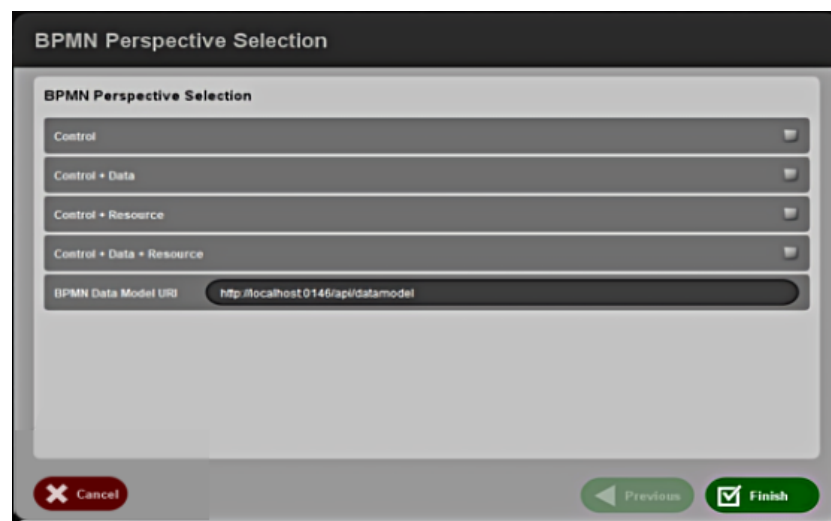 BPMN Perspective Selection
BPMN Perspective Selection
Control
Control + Data
Control + Resource
Control + Data + Resource
BPMN Data Model URI http://localhost:0146/api/datamodel
Cancel Previous Finish